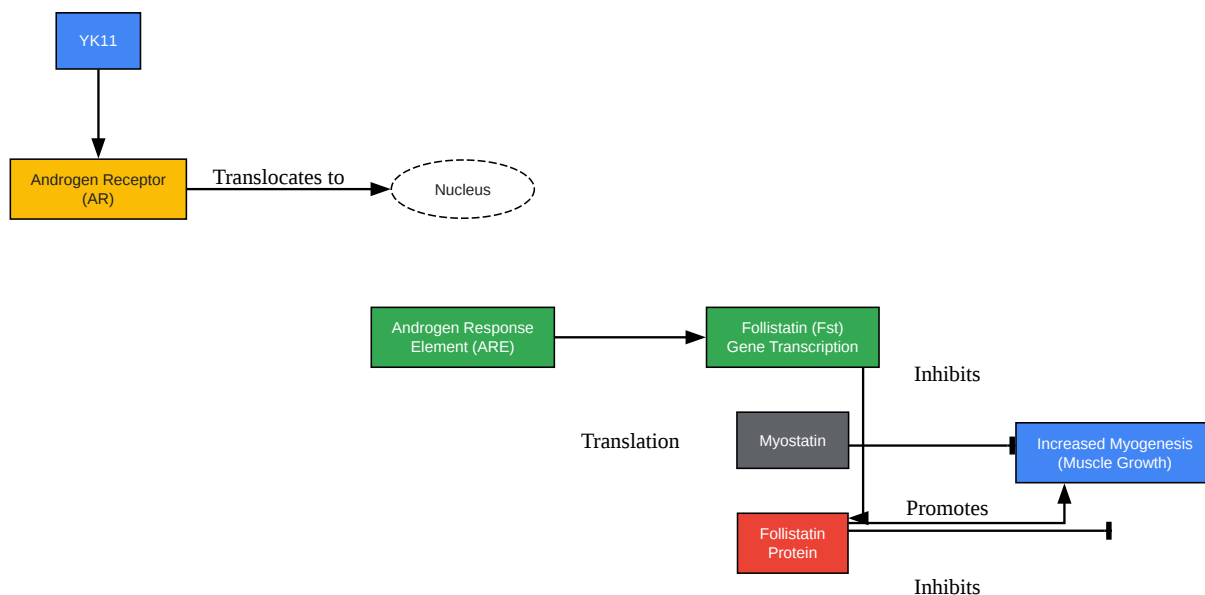 YK11
Androgen Receptor
(AR)
Translocates to
Nucleus
Androgen Response
Element (ARE)
Follistatin (Fst)
Gene Transcription
Inhibits
Translation
Myostatin
Increased Myogenesis
(Muscle Growth)
Promotes
Follistatin
Protein
Inhibits